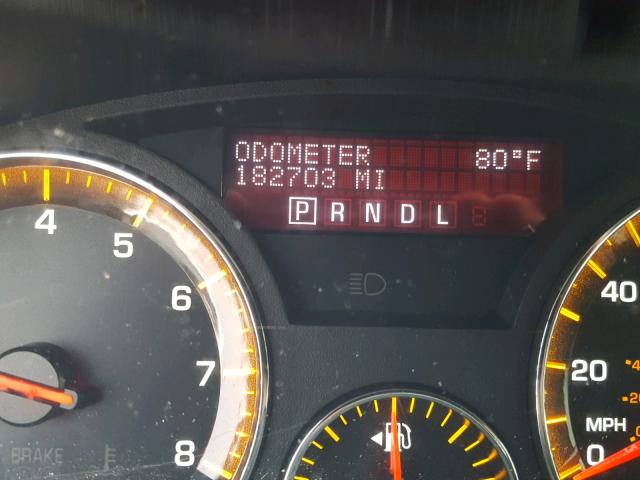 ODOMETER 80°F
182703 MI
P R N D L
4
5
6
7
8
BRAKE
40
20
MPH
0